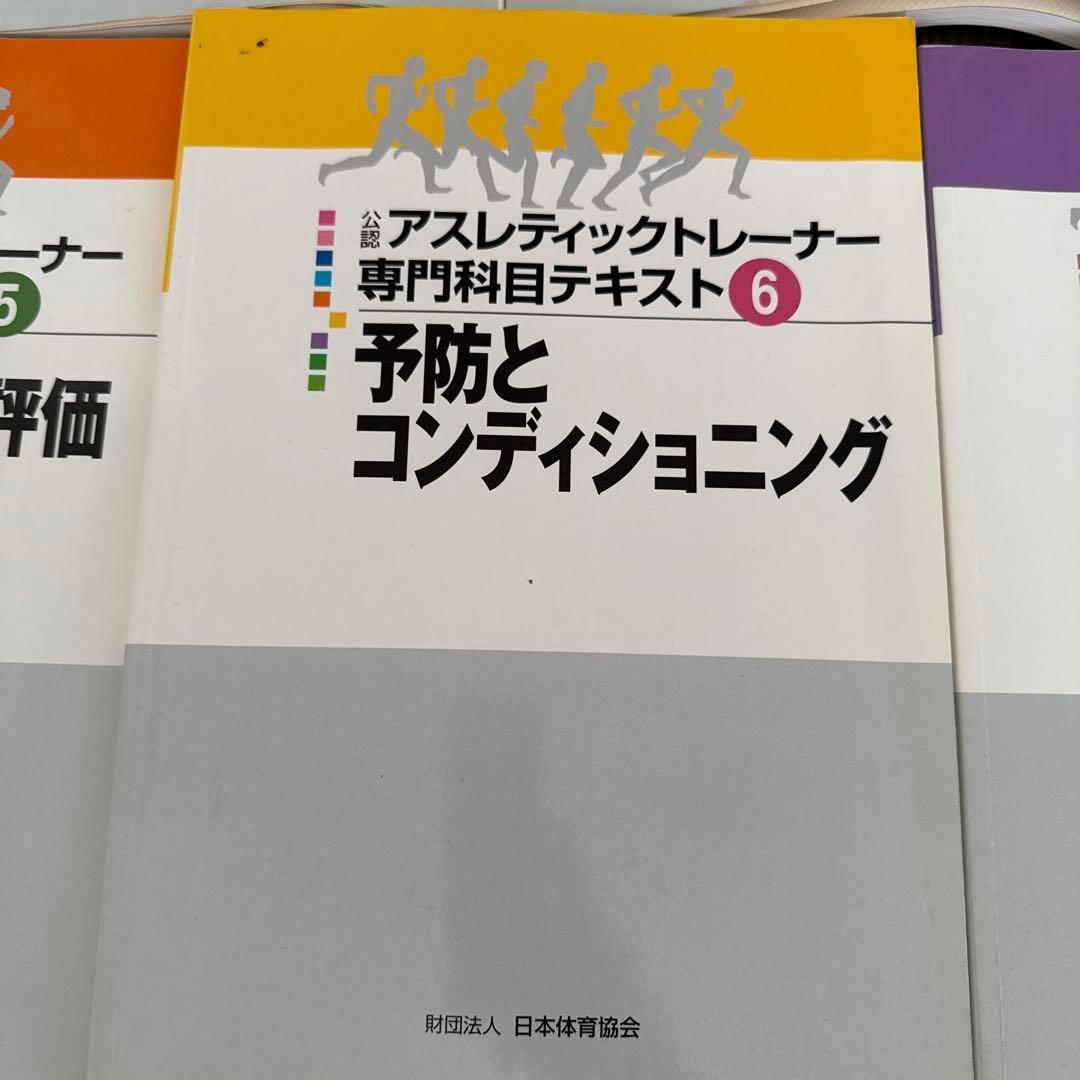 公認 アスレティックトレーナー
専門科目テキスト 6
予防と
コンディショニング
財団法人 日本体育協会
ーナー
5
評価